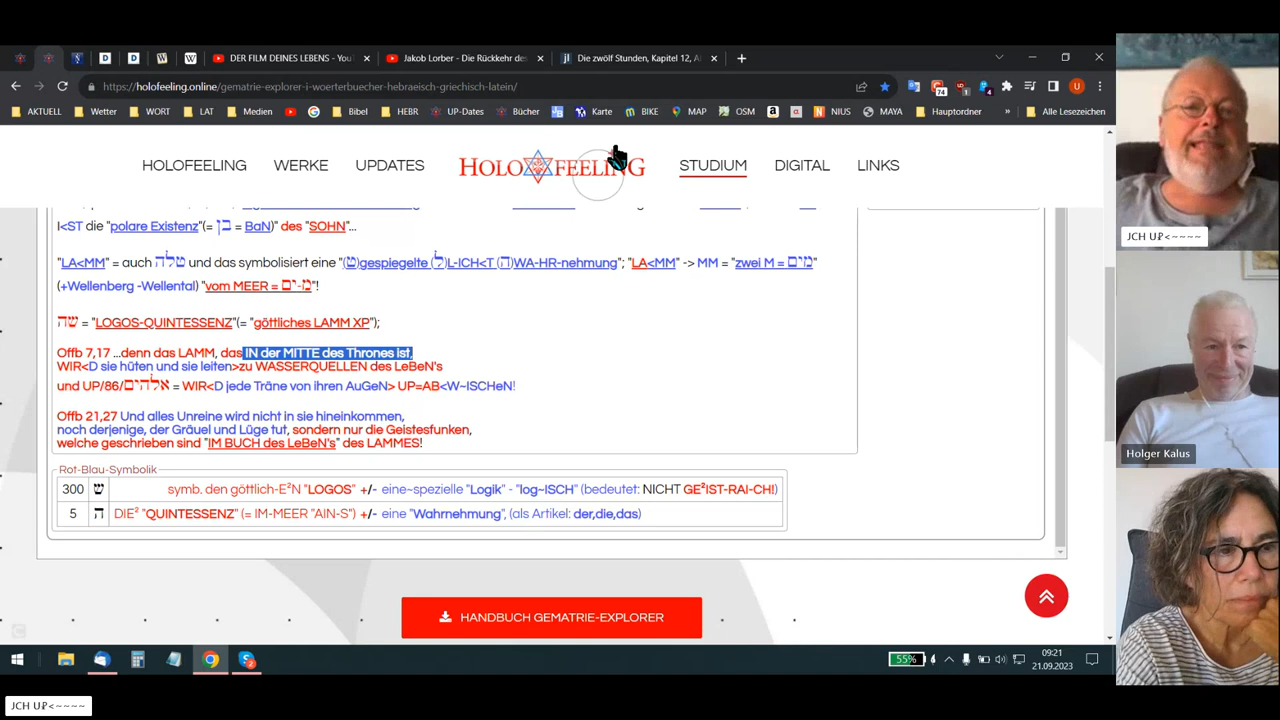 DER FILM DEINES LEBENS - YouT
Jakob Lorber - Die Rückkehr des
Die zwölf Stunden, Kapitel 12, A
https://holofeeling.online/gematrie-explorer-i-woerterbuecher-hebraeisch-griechisch-latein/
AKTUELL Wetter WORT LAT Medien Bibel HEBR UP-Dates Bücher Karte BIKE MAP OSM NIUS MAYA Hauptordner » Alle Lesezeichen
HOLOFEELING WERKE UPDATES HOLOFEELING STUDIUM DIGITAL LINKS
I<ST die "polare Existenz"(= בן = BaN)" des "SOHN"...
"LA<MM" = auch טלה und das symbolisiert eine "(ט)gespiegelte (ל)L-ICH<T (ה)WA-HR-nehmung"; "LA<MM" -> MM = "zwei M = מים"
(+Wellenberg -Wellental) "vom MEER = מ-ים"!
שה = "LOGOS-QUINTESSENZ"(= "göttliches LAMM XP");
Offb 7,17 ...denn das LAMM, das IN der MITTE des Thrones ist,
WIR<D sie hüten und sie leiten>zu WASSERQUELLEN des LeBeN's
und UP/86/אלהים = WIR<D jede Träne von ihren AuGeN> UP=AB<W~ISCHeN!
Offb 21,27 Und alles Unreine wird nicht in sie hineinkommen,
noch derjenige, der Gräuel und Lüge tut, sondern nur die Geistesfunken,
welche geschrieben sind "IM BUCH des LeBeN's" des LAMMES!
Rot-Blau-Symbolik
300 ש symb. den göttlich-E²N "LOGOS" +/- eine~spezielle "Logik" - "log~ISCH" (bedeutet: NICHT GE²IST-RAI-CH!)
5 ה DIE² "QUINTESSENZ" (= IM-MEER "AIN-S") +/- eine "Wahrnehmung", (als Artikel: der,die,das)
HANDBUCH GEMATRIE-EXPLORER
55%
09:21
21.09.2023
JCH UP<~~~~
Holger Kalus
JCH UP<~~~~